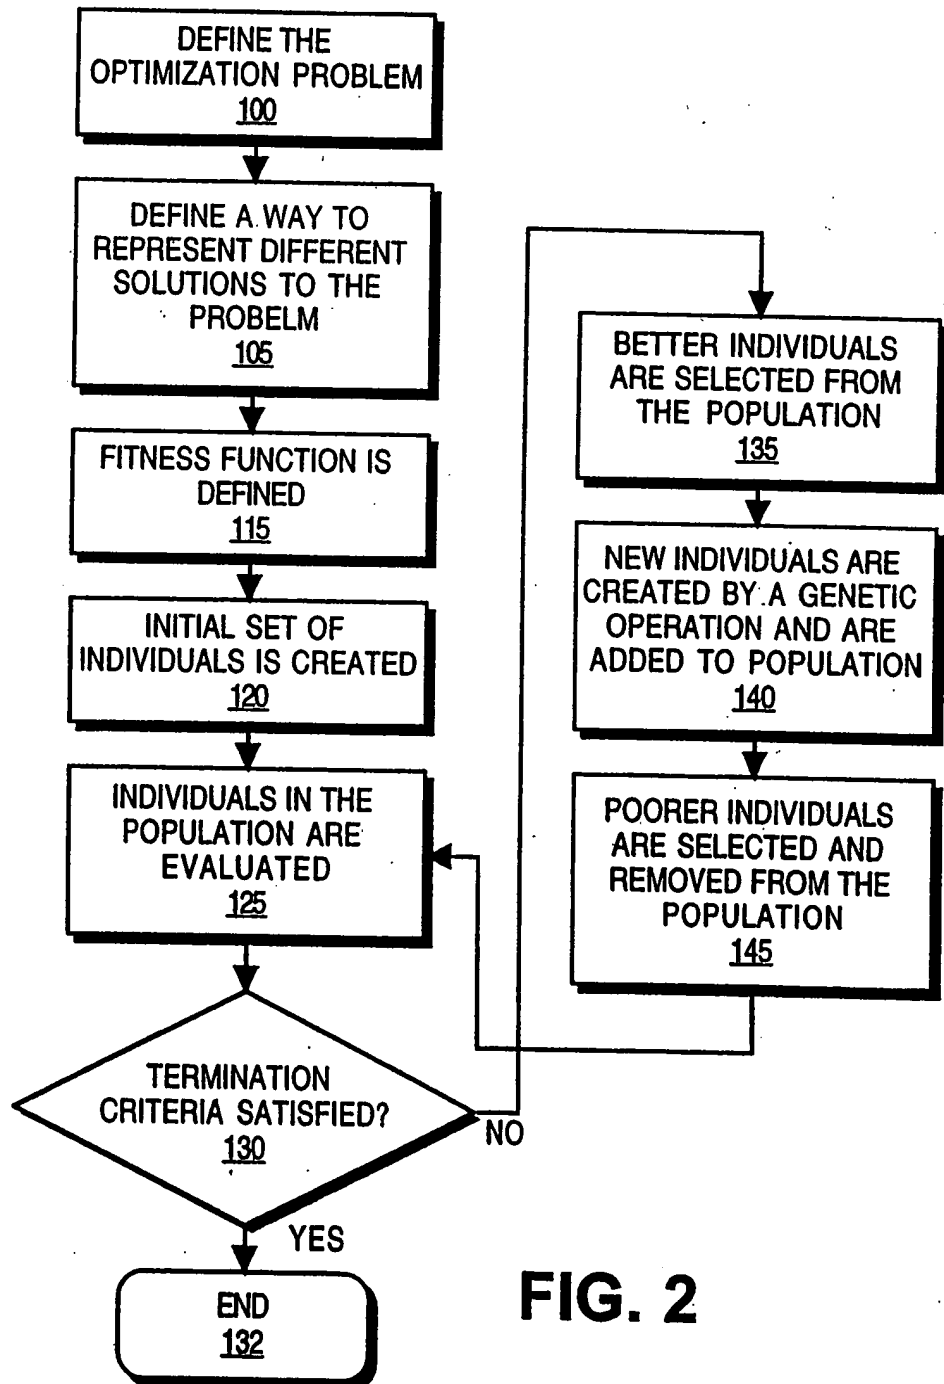 DEFINE THE
OPTIMIZATION PROBLEM
100
DEFINE A WAY TO
REPRESENT DIFFERENT
SOLUTIONS TO THE
PROBELM
105
FITNESS FUNCTION IS
DEFINED
115
INITIAL SET OF
INDIVIDUALS IS CREATED
120
INDIVIDUALS IN THE
POPULATION ARE
EVALUATED
125
TERMINATION
CRITERIA SATISFIED?
130
NO
YES
END
132
BETTER INDIVIDUALS
ARE SELECTED FROM
THE POPULATION
135
NEW INDIVIDUALS ARE
CREATED BY A GENETIC
OPERATION AND ARE
ADDED TO POPULATION
140
POORER INDIVIDUALS
ARE SELECTED AND
REMOVED FROM THE
POPULATION
145
FIG. 2